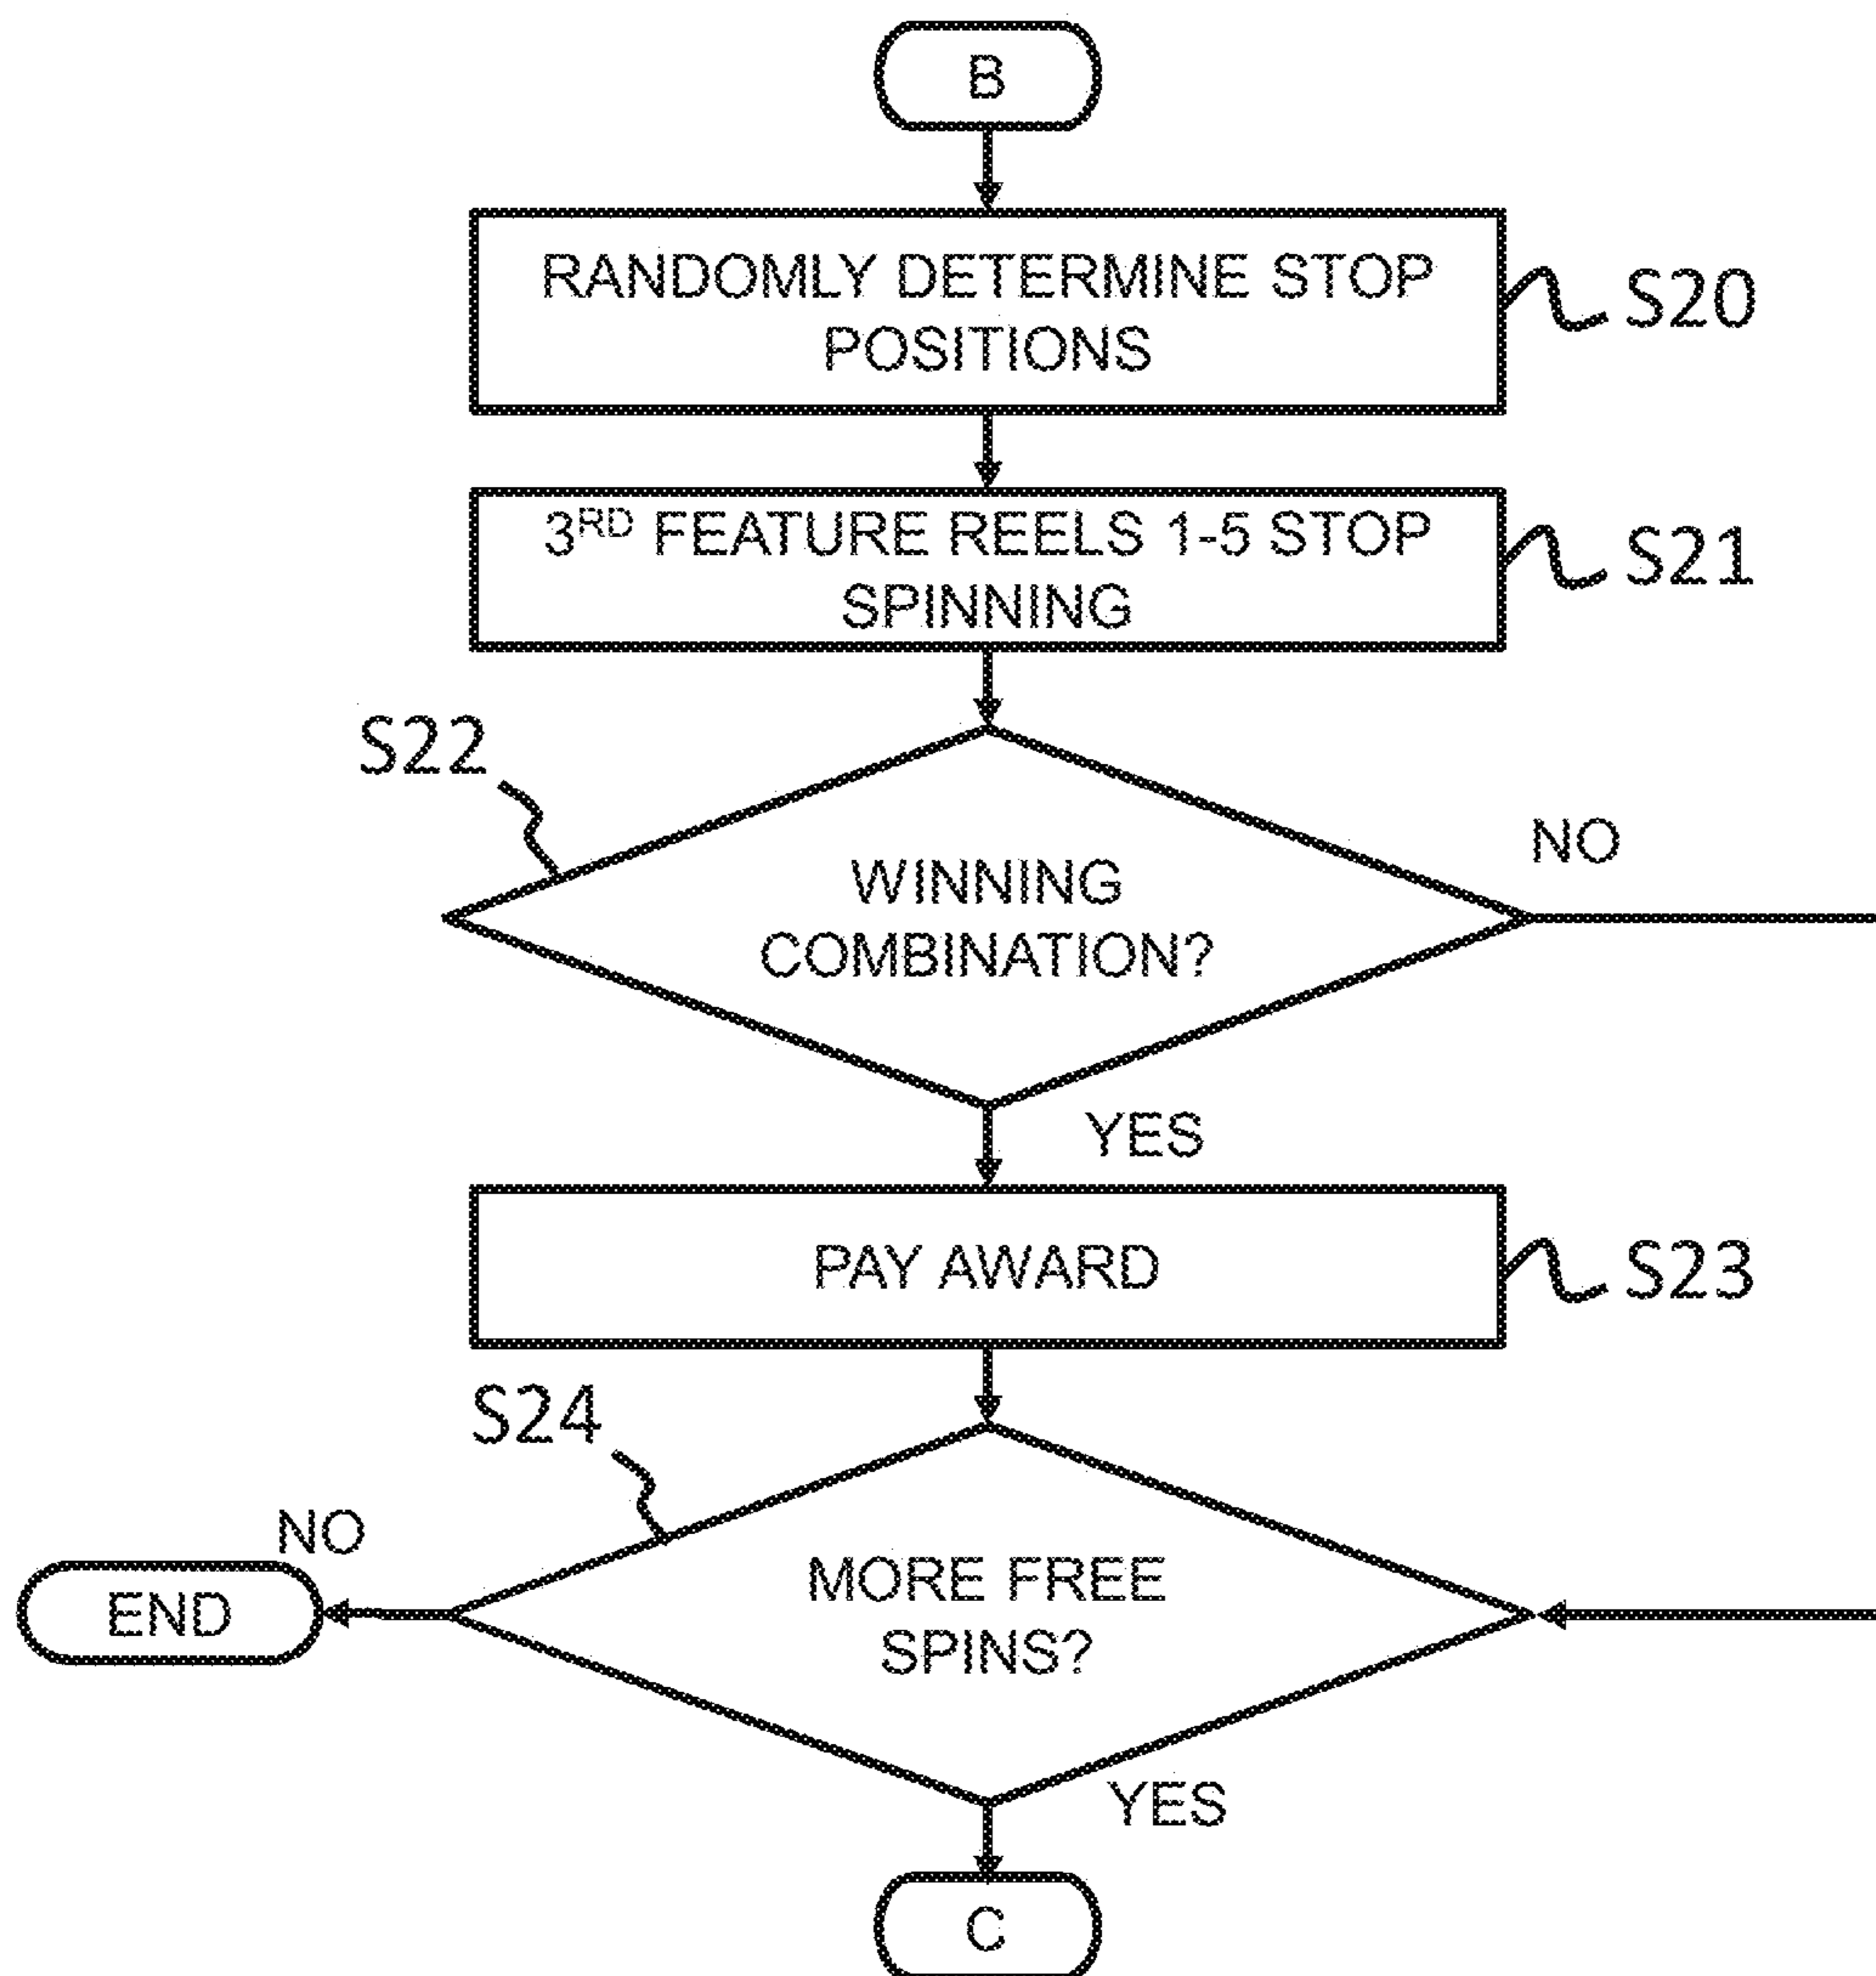 B
RANDOMLY DETERMINE STOP
POSITIONS
S20
3RD FEATURE REELS 1-5 STOP
SPINNING
S21
S22
WINNING
COMBINATION?
NO
YES
PAY AWARD
S23
S24
NO
END
MORE FREE
SPINS?
YES
C